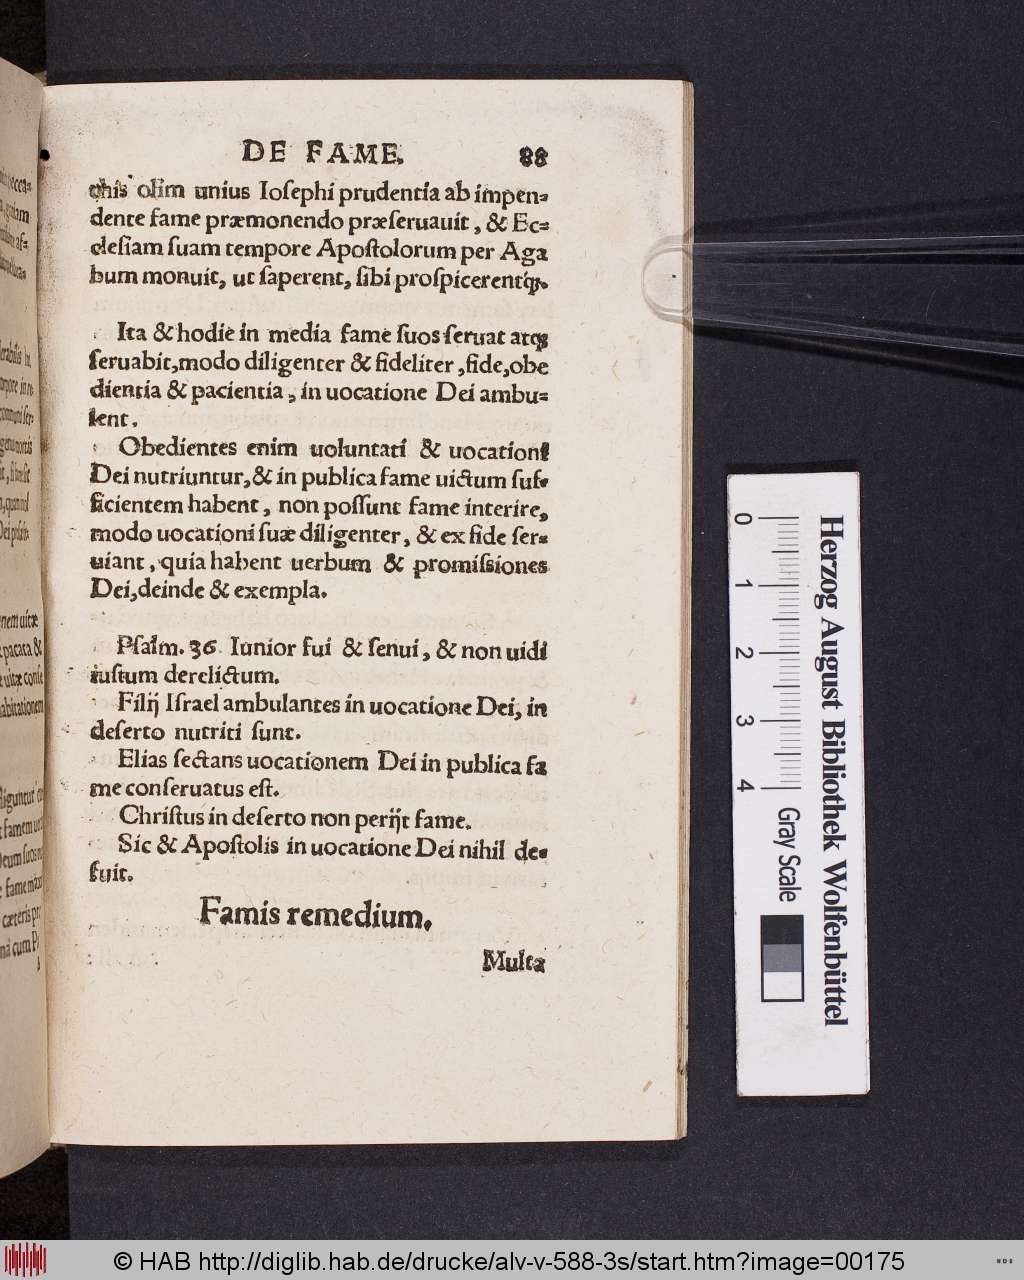 DE FAME. 88
chis olim unius Iosephi prudentia ab impen=
dente fame præmonendo præseruauit, & Ec=
clesiam suam tempore Apostolorum per Aga
bum monuit, ut saperent, sibi prospicerentq́;.
Ita & hodie in media fame suos seruat atq;
seruabit, modo diligenter & fideliter, fide, obe
dientia & pacientia, in uocatione Dei ambu=
lent.
Obedientes enim uoluntati & uocationi
Dei nutriuntur, & in publica fame uictum suf=
ficientem habent, non possunt fame interire,
modo uocationi suæ diligenter, & ex fide ser=
uiant, quia habent uerbum & promissiones
Dei, deinde & exempla.
Psalm. 36 Iunior fui & senui, & non uidi
iustum derelictum.
Filij Israel ambulantes in uocatione Dei, in
deserto nutriti sunt.
Elias sectans uocationem Dei in publica fa
me conseruatus est.
Christus in deserto non perijt fame.
Sic & Apostolis in uocatione Dei nihil de=
fuit.
Famis remedium.
Multa
0 1 2 3 4
Herzog August Bibliothek Wolfenbüttel
Gray Scale
© HAB http://diglib.hab.de/drucke/alv-v-588-3s/start.htm?image=00175